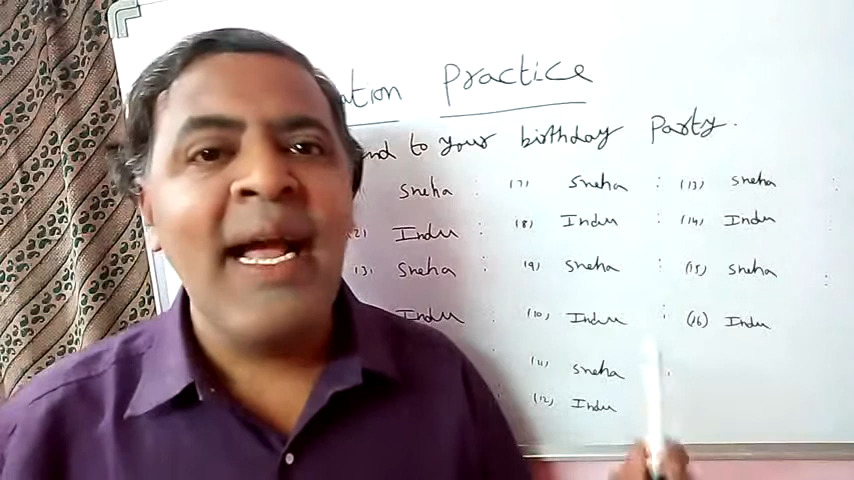 ation Practice
nd to your birthday Party.
Sneha : (7) Sneha : (13) Sneha :
(2) Indu : (8) Indu : (14) Indu :
(3) Sneha : (9) Sneha : (15) Sneha :
Indu : (10) Indu : (16) Indu
(11) Sneha :
(12) Indu